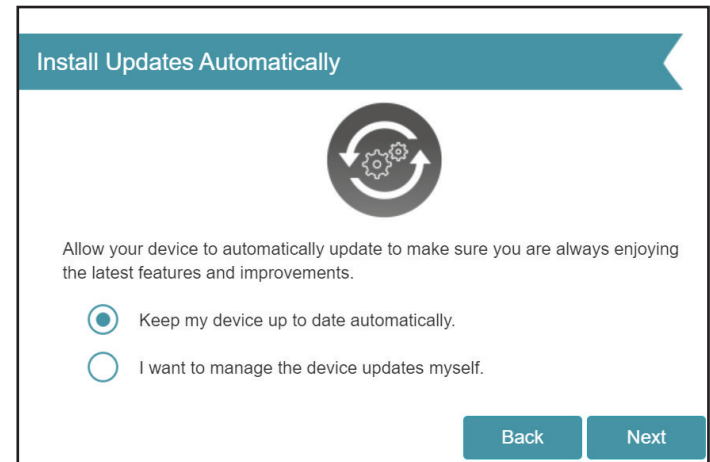 Install Updates Automatically
Allow your device to automatically update to make sure you are always enjoying
the latest features and improvements.
Keep my device up to date automatically.
I want to manage the device updates myself.
Back Next